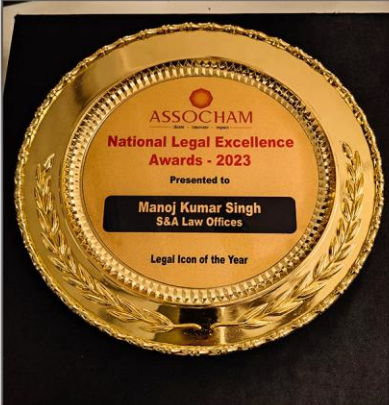 ASSOCHAM
National Legal Excellence
Awards - 2023
Presented to
Manoj Kumar Singh
S&A Law Offices
Legal Icon of the Year